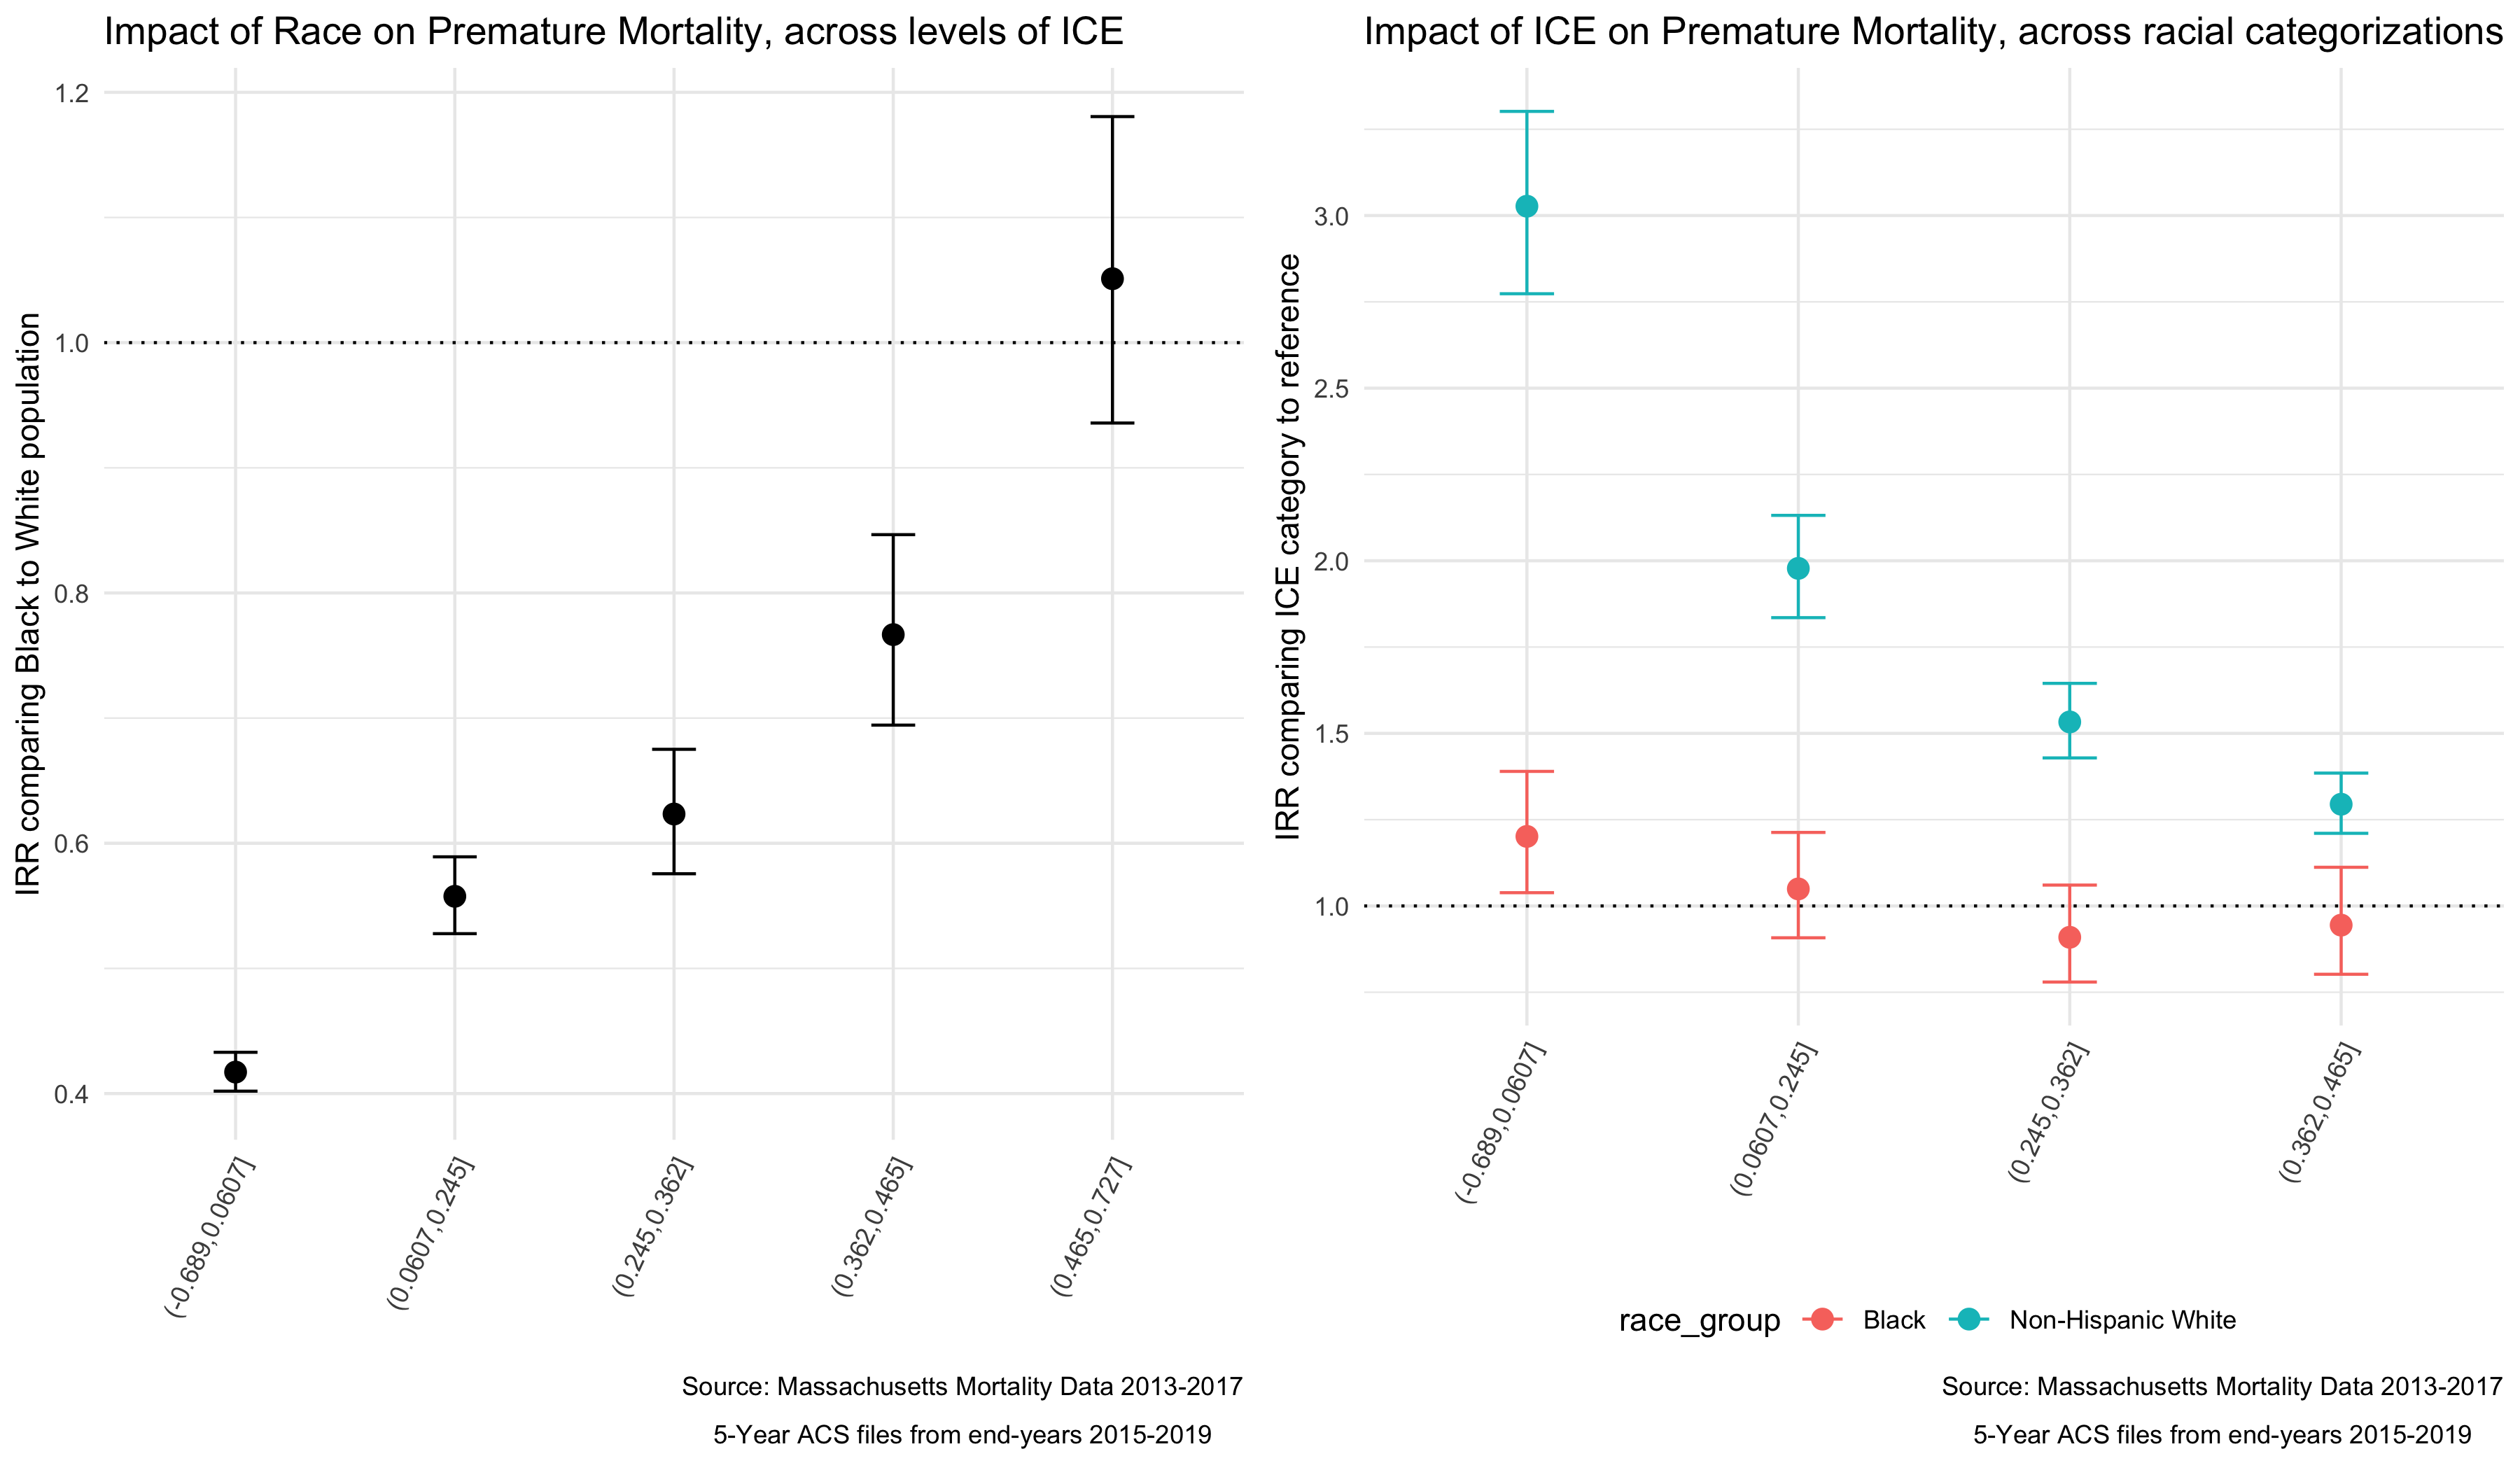 Impact of Race on Premature Mortality, across levels of ICE
IRR comparing Black to White population
1.2
1.0
0.8
0.6
0.4
(-0.689,0.0607]
(0.0607,0.245]
(0.245,0.362]
(0.362,0.465]
(0.465,0.727]
Source: Massachusetts Mortality Data 2013-2017
5-Year ACS files from end-years 2015-2019
Impact of ICE on Premature Mortality, across racial categorizations
IRR comparing ICE category to reference
3.0
2.5
2.0
1.5
1.0
(-0.689,0.0607]
(0.0607,0.245]
(0.245,0.362]
(0.362,0.465]
race_group Black Non-Hispanic White
Source: Massachusetts Mortality Data 2013-2017
5-Year ACS files from end-years 2015-2019